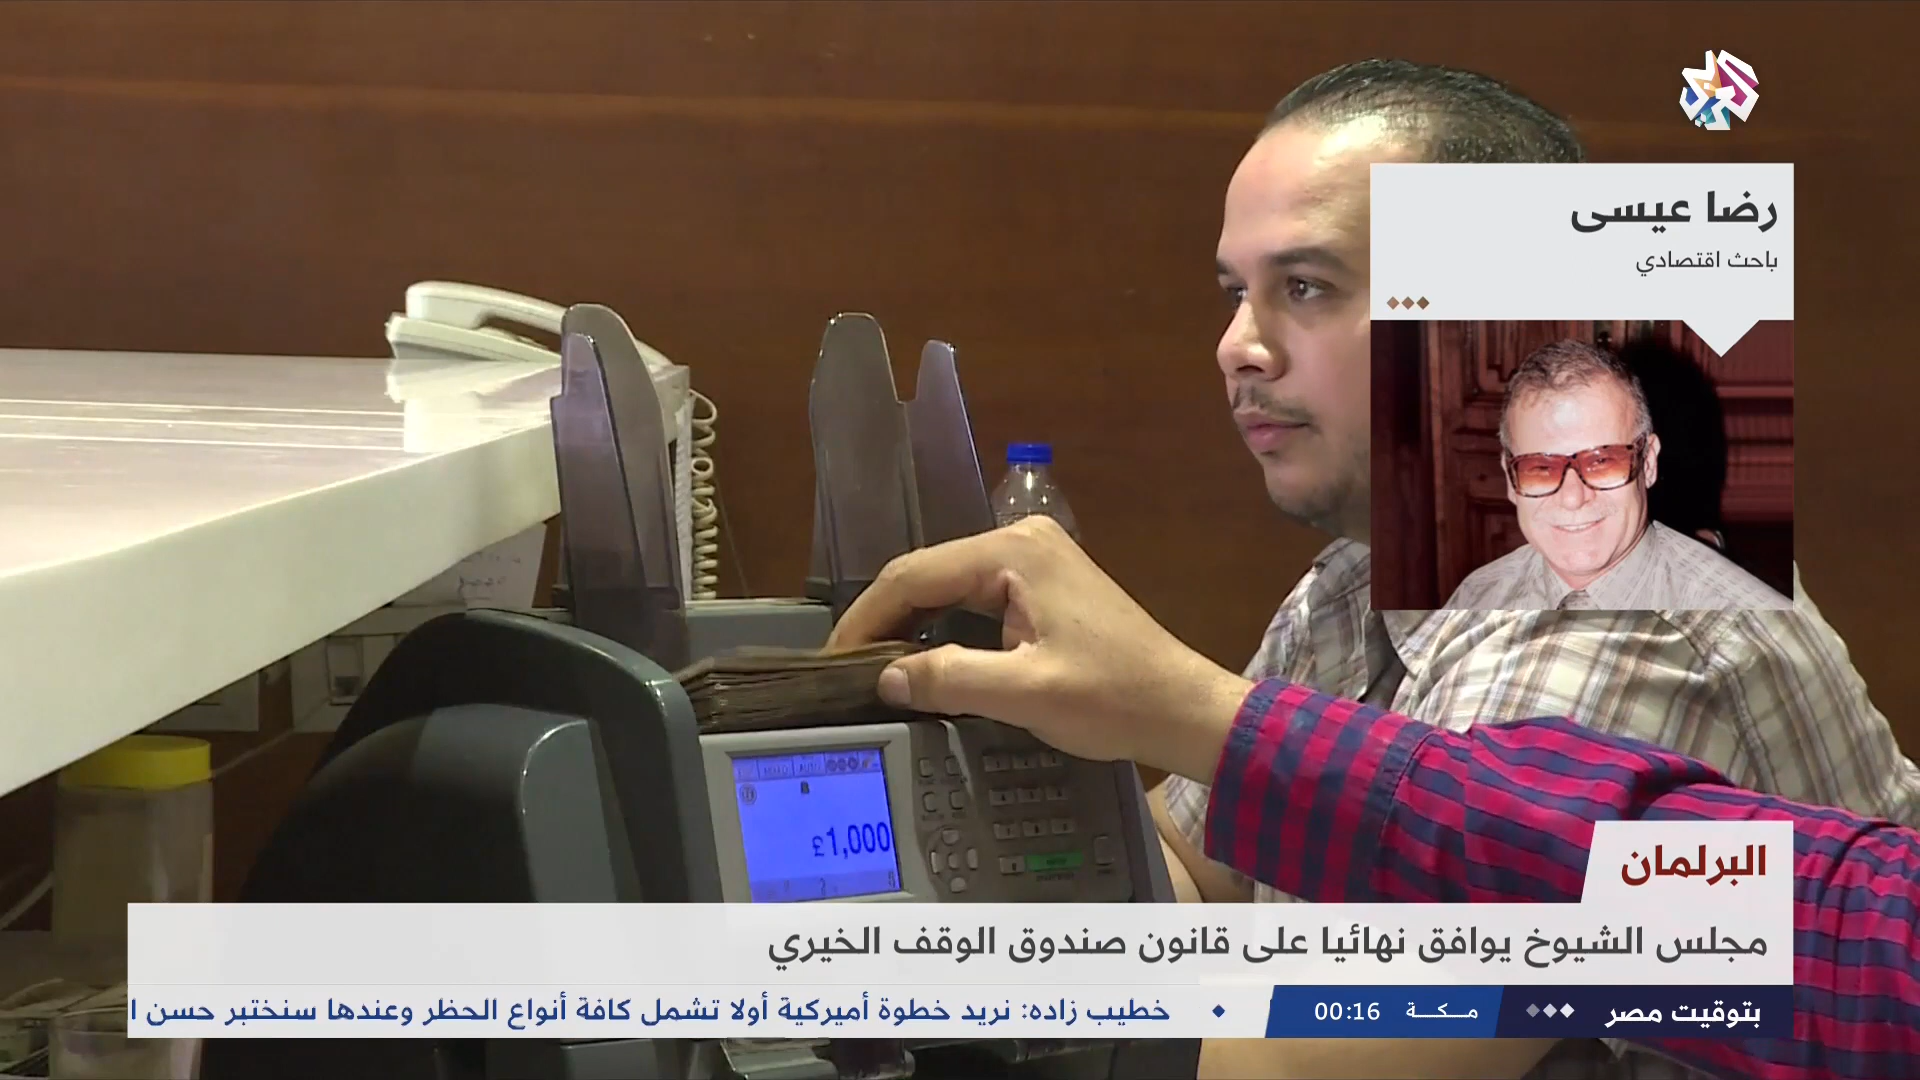 رضا عيسى
باحث اقتصادي
£1,000
البرلمان
مجلس الشيوخ يوافق نهائيا على قانون صندوق الوقف الخيري
بتوقيت مصر
مكة 00:16
خطيب زاده: نريد خطوة أميركية أولا تشمل كافة أنواع الحظر وعندها سنختبر حسن ا